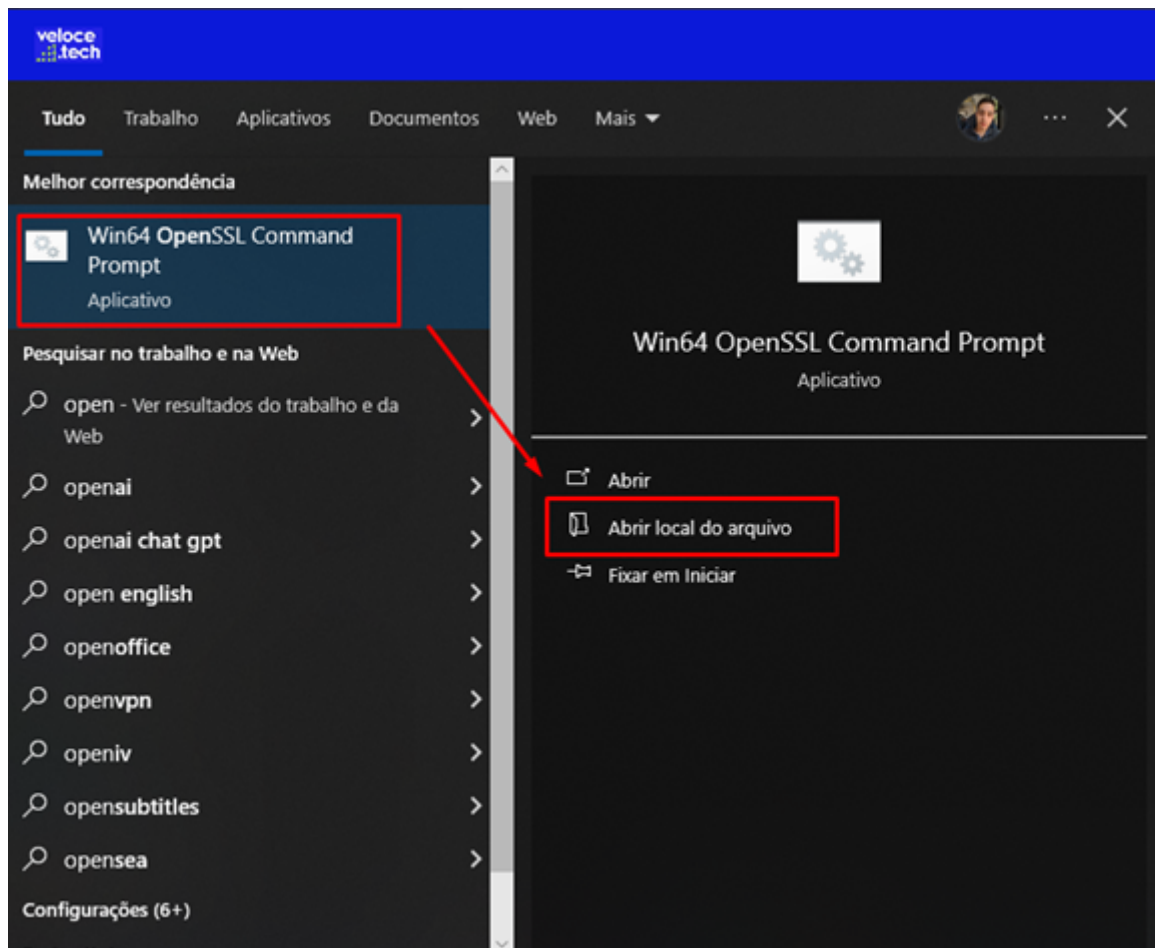 veloce
.tech
Tudo Trabalho Aplicativos Documentos Web Mais
Melhor correspondência
Win64 OpenSSL Command
Prompt
Aplicativo
Pesquisar no trabalho e na Web
open - Ver resultados do trabalho e da
Web
openai
openai chat gpt
open english
openoffice
openvpn
openiv
opensubtitles
opensea
Configurações (6+)
Win64 OpenSSL Command Prompt
Aplicativo
Abrir
Abrir local do arquivo
Fixar em Iniciar